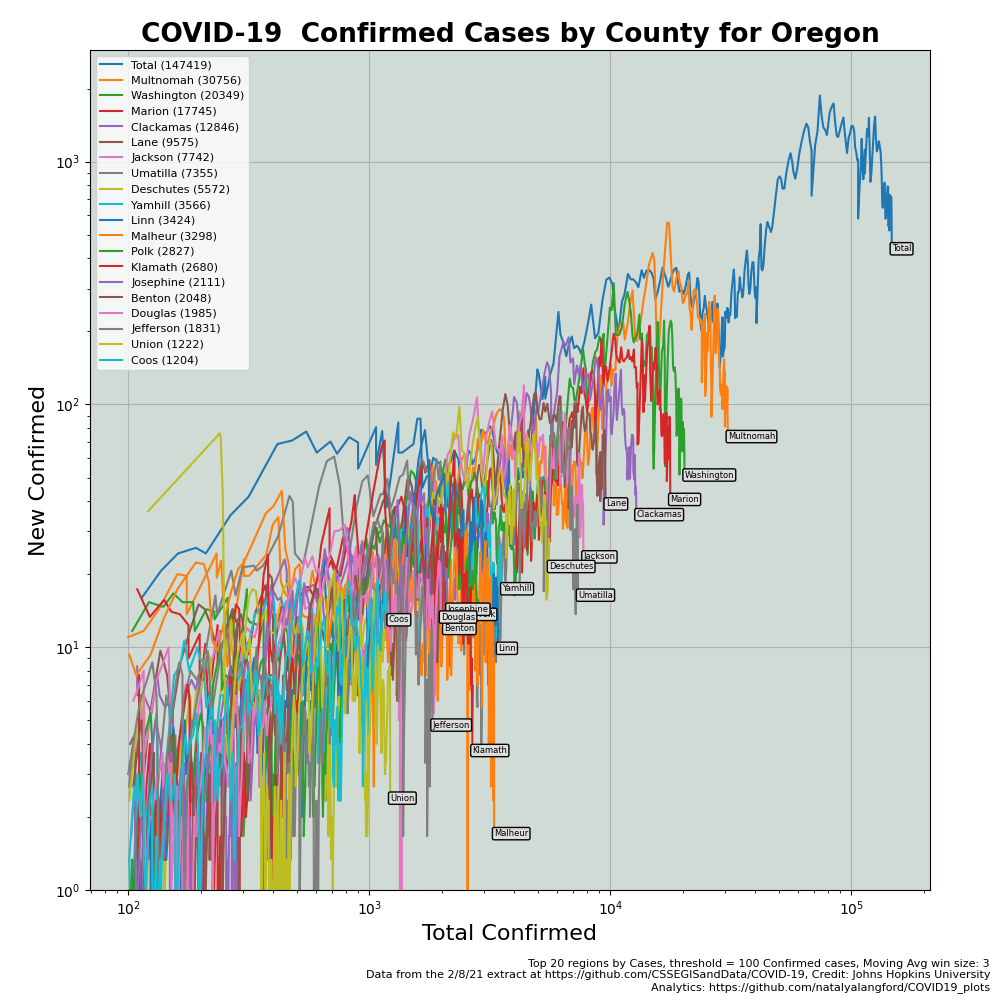 COVID-19  Confirmed Cases by County for Oregon
Total (147419)
Multnomah (30756)
Washington (20349)
Marion (17745)
Clackamas (12846)
Lane (9575)
Jackson (7742)
Umatilla (7355)
Deschutes (5572)
Yamhill (3566)
Linn (3424)
Malheur (3298)
Polk (2827)
Klamath (2680)
Josephine (2111)
Benton (2048)
Douglas (1985)
Jefferson (1831)
Union (1222)
Coos (1204)
New Confirmed
10³
10²
10¹
10⁰
Total
Multnomah
Washington
Marion
Lane
Clackamas
Jackson
Deschutes
Yamhill
Umatilla
Josephine
Douglas
Coos
Benton
Linn
Jefferson
Klamath
Union
Malheur
10² 10³ 10⁴ 10⁵
Total Confirmed
Top 20 regions by Cases, threshold = 100 Confirmed cases, Moving Avg win size: 3
Data from the 2/8/21 extract at https://github.com/CSSEGISandData/COVID-19, Credit: Johns Hopkins University
Analytics: https://github.com/natalyalangford/COVID19_plots